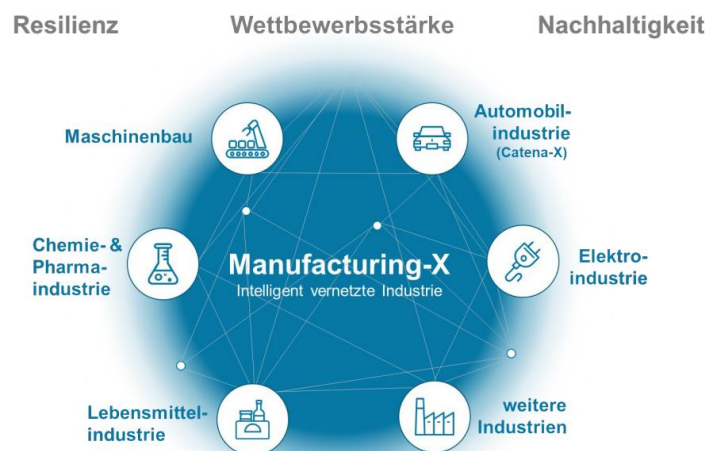 Resilienz Wettbewerbsstärke Nachhaltigkeit
Maschinenbau
Automobil-
industrie
(Catena-X)
Chemie- &
Pharma-
industrie
Manufacturing-X
Intelligent vernetzte Industrie
Elektro-
industrie
Lebensmittel-
industrie
weitere
Industrien